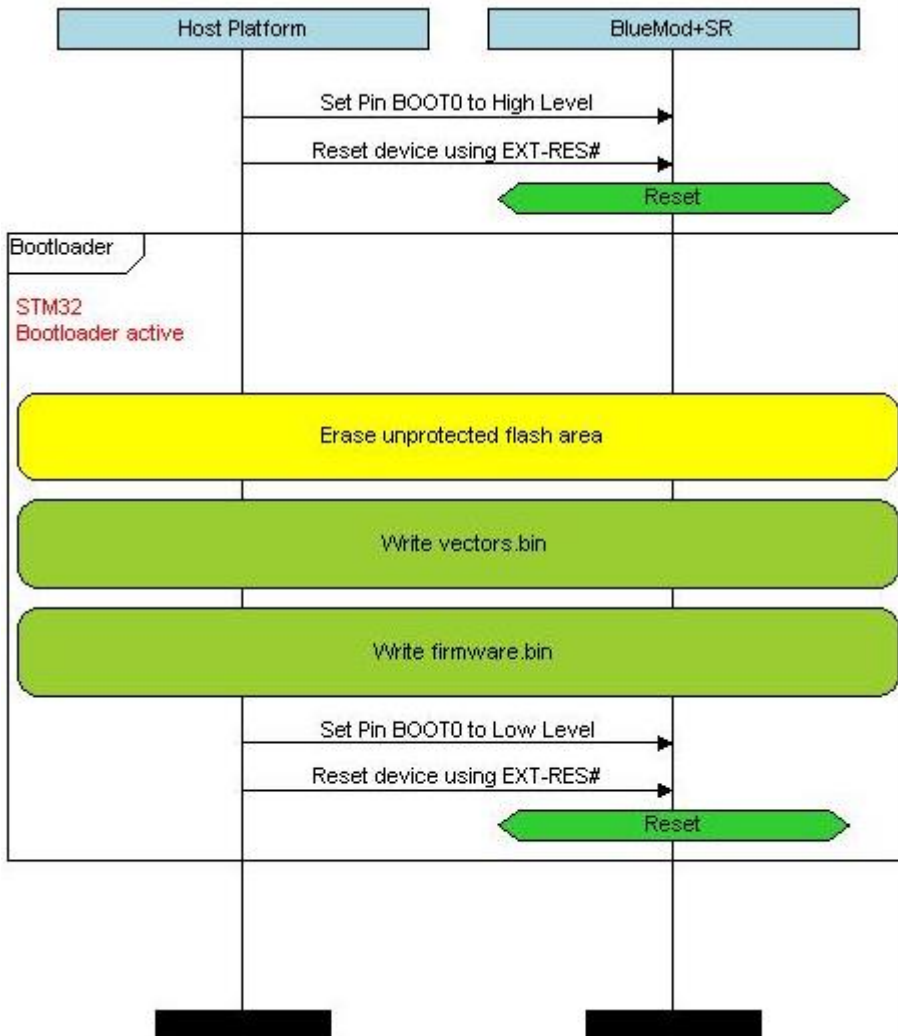 Host Platform
BlueMod+SR
Set Pin BOOT0 to High Level
Reset device using EXT-RES#
Reset
Bootloader
STM32
Bootloader active
Erase unprotected flash area
Write vectors.bin
Write firmware.bin
Set Pin BOOT0 to Low Level
Reset device using EXT-RES#
Reset